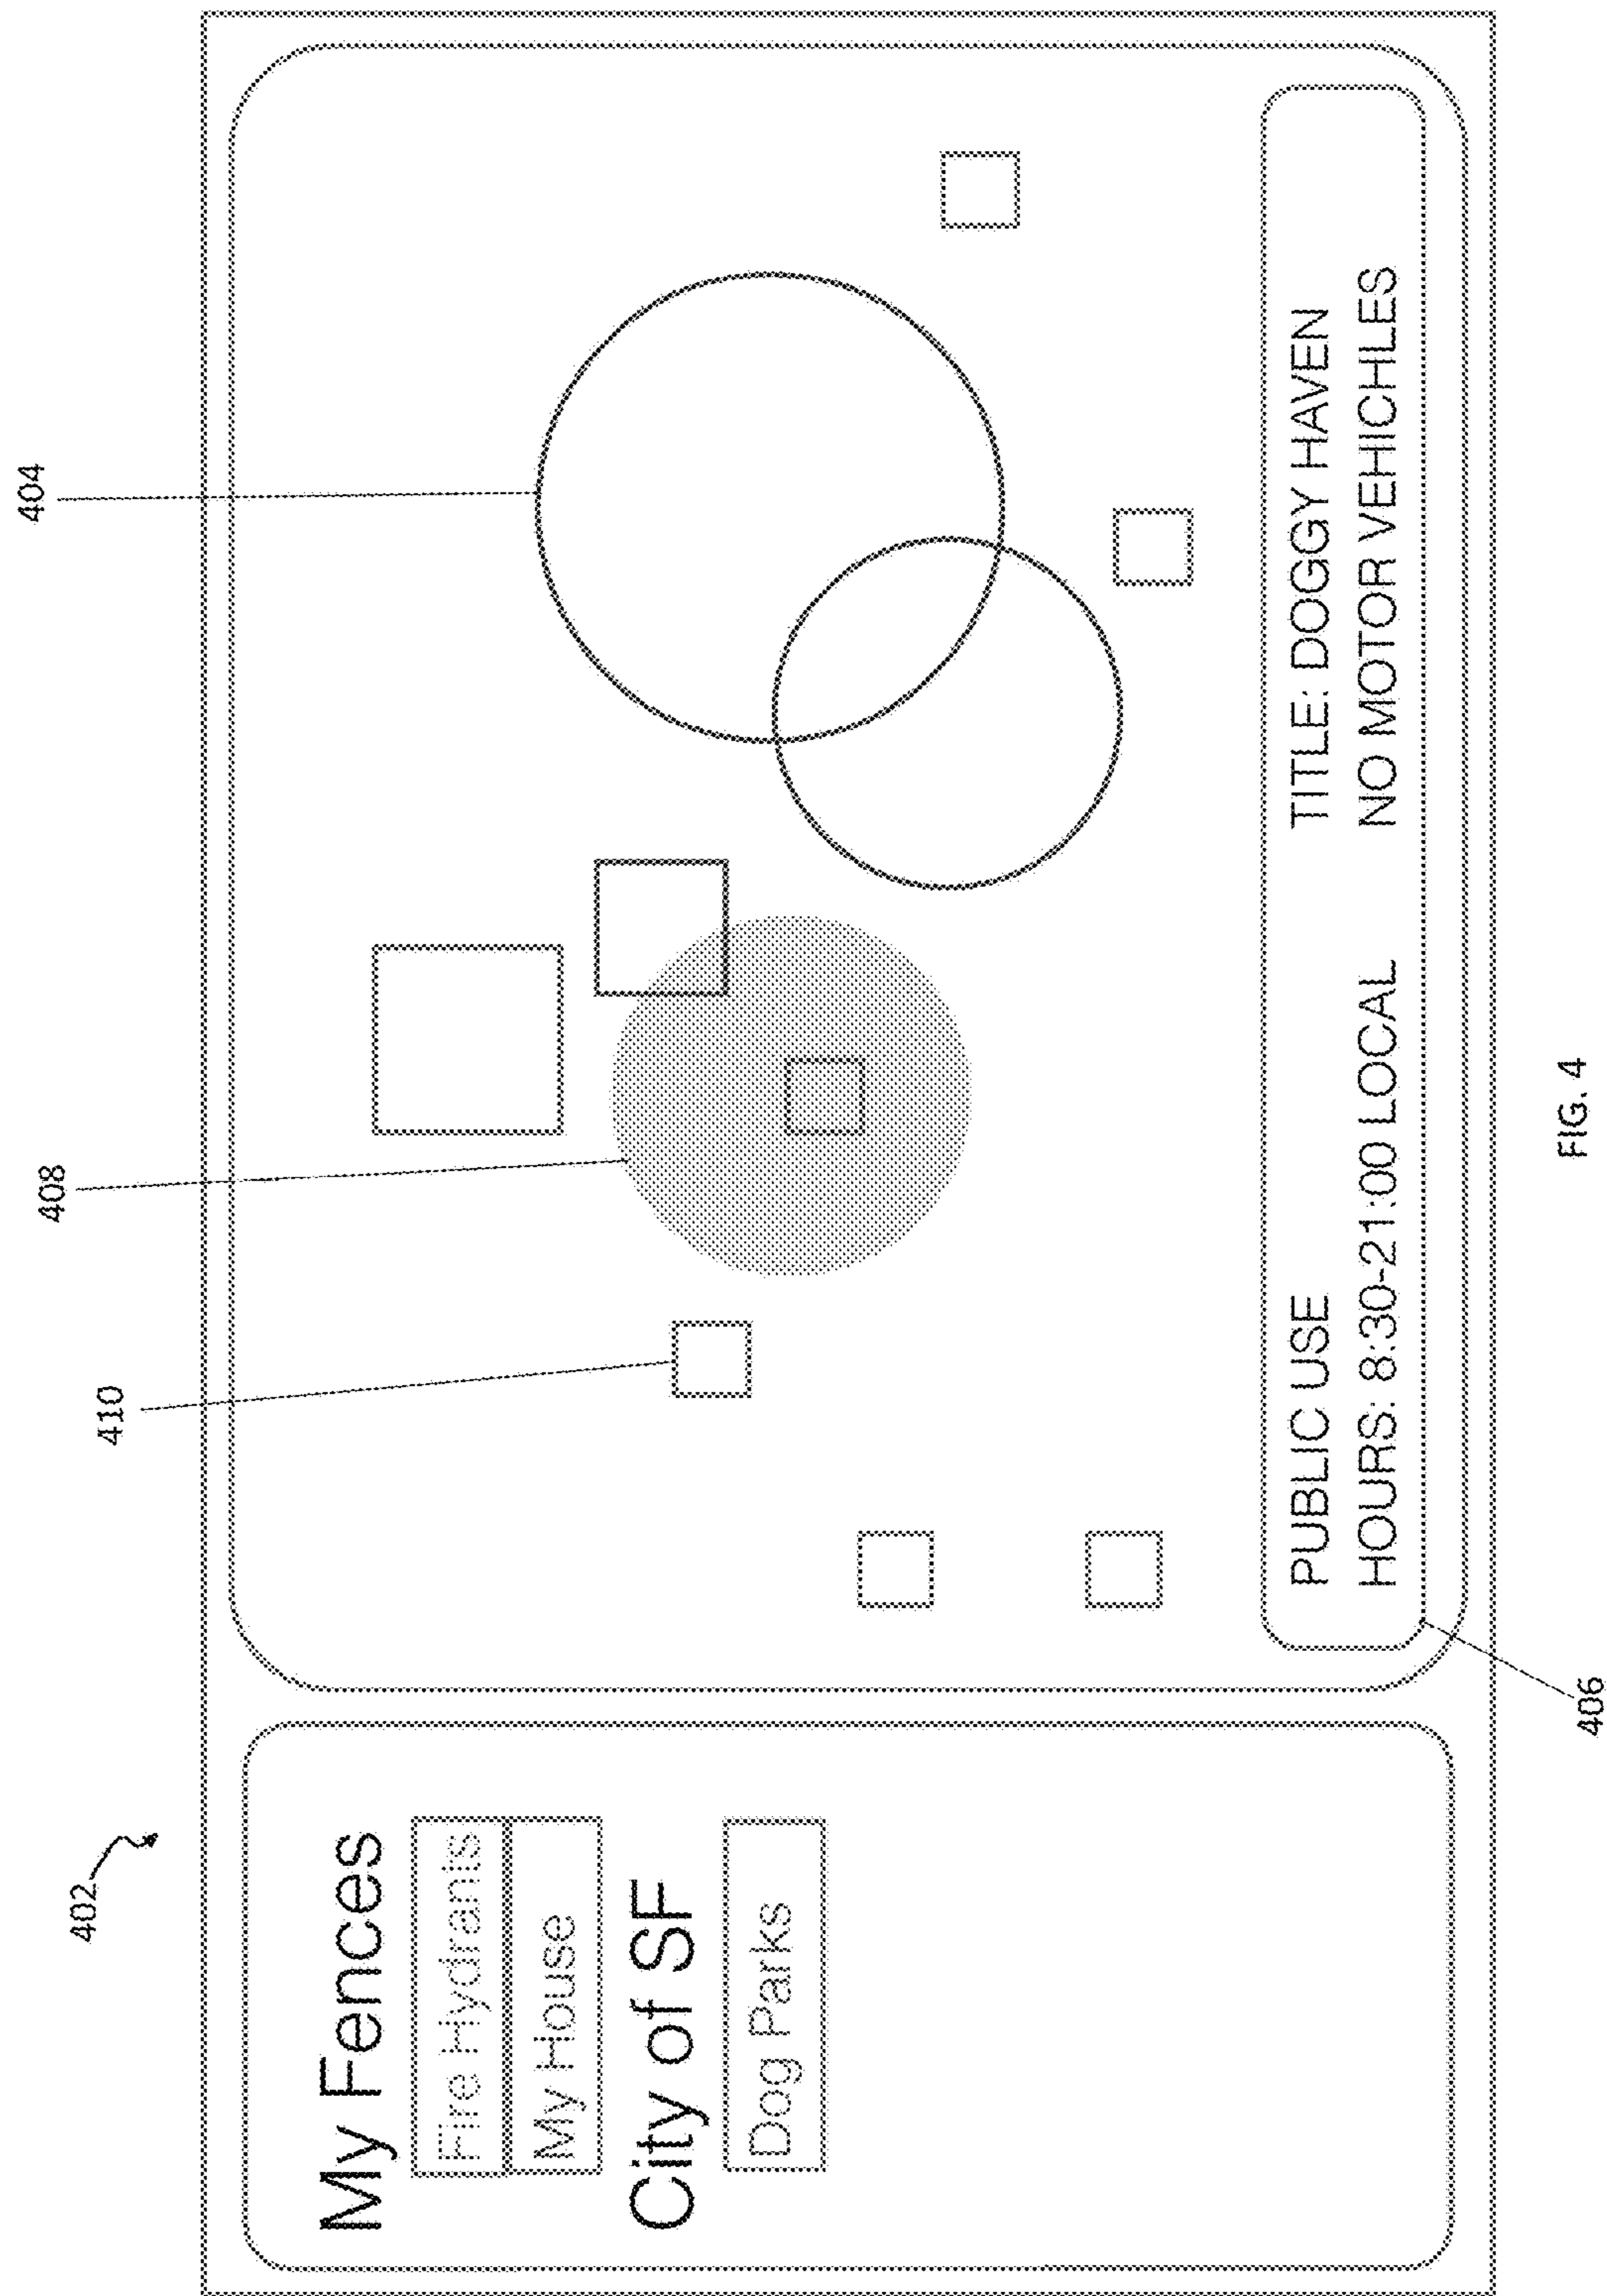 402
My Fences
Fire Hydrants
My House
City of SF
Dog Parks
410
408
404
PUBLIC USE
TITLE: DOGGY HAVEN
HOURS: 8:30-21:00 LOCAL
NO MOTOR VEHICHLES
406
FIG. 4